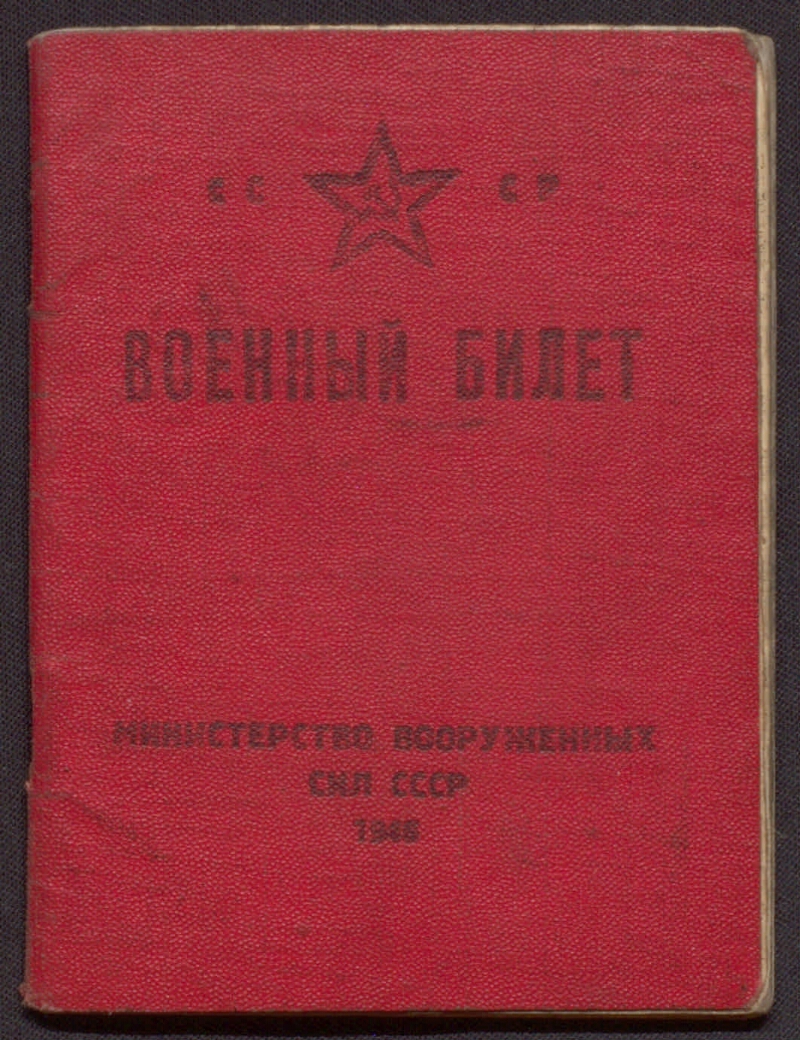 СС СР
ВОЕННЫЙ БИЛЕТ
МИНИСТЕРСТВО ВООРУЖЕННЫХ
СИЛ СССР